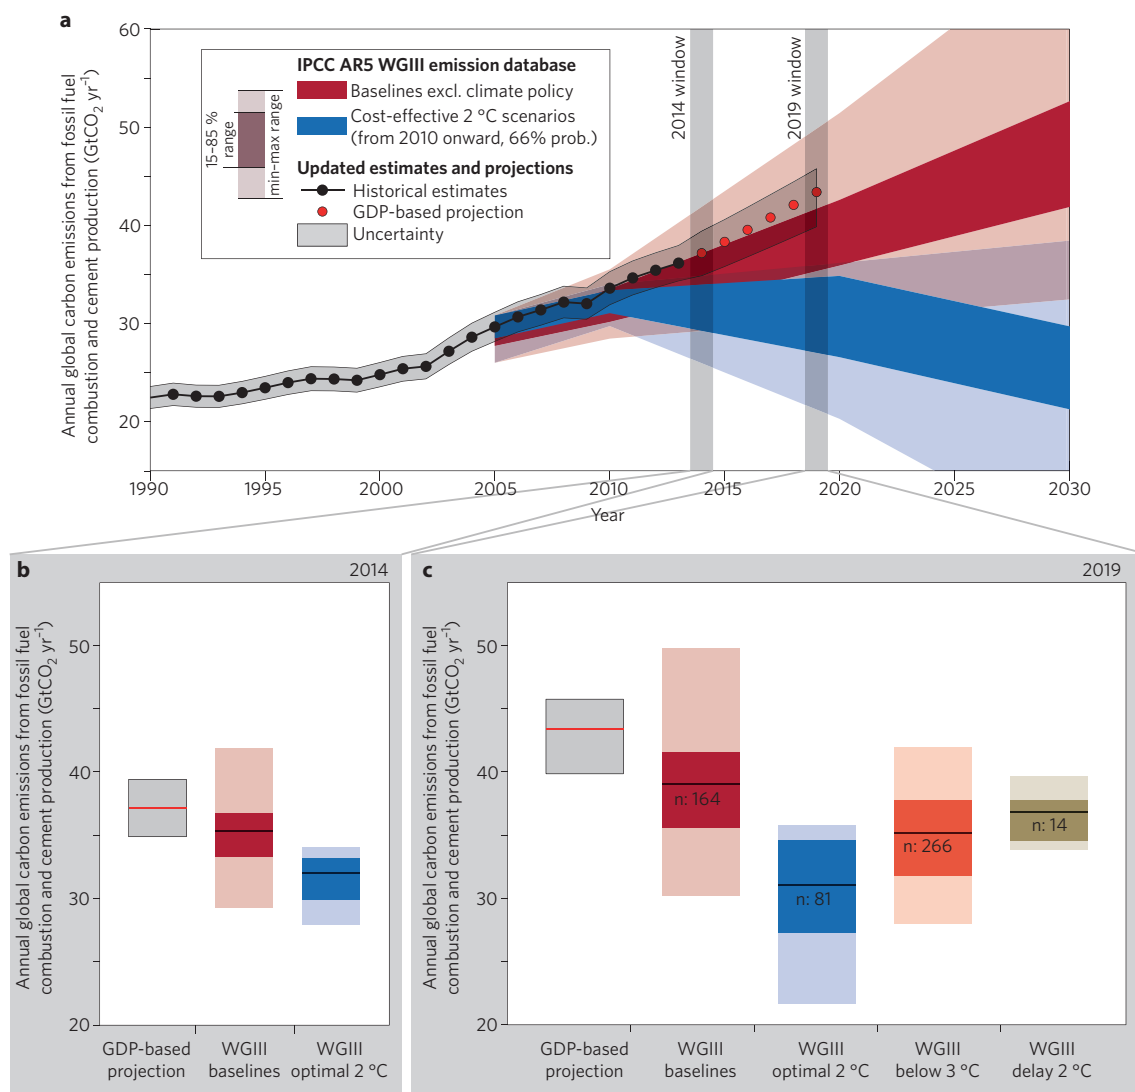 a
Annual global carbon emissions from fossil fuel
combustion and cement production (GtCO2 yr-1)
60
50
40
30
20
15–85 %
range
min–max range
IPCC AR5 WGIII emission database
Baselines excl. climate policy
Cost-effective 2 °C scenarios
(from 2010 onward, 66% prob.)
Updated estimates and projections
Historical estimates
GDP-based projection
Uncertainty
2014 window
2019 window
1990
1995
2000
2005
2010
2015
2020
2025
2030
Year
b
2014
Annual global carbon emissions from fossil fuel
combustion and cement production (GtCO2 yr-1)
50
40
30
20
GDP-based
projection
WGIII
baselines
WGIII
optimal 2 °C
c
2019
Annual global carbon emissions from fossil fuel
combustion and cement production (GtCO2 yr-1)
50
40
30
20
n: 164
n: 81
n: 266
n: 14
GDP-based
projection
WGIII
baselines
WGIII
optimal 2 °C
WGIII
below 3 °C
WGIII
delay 2 °C